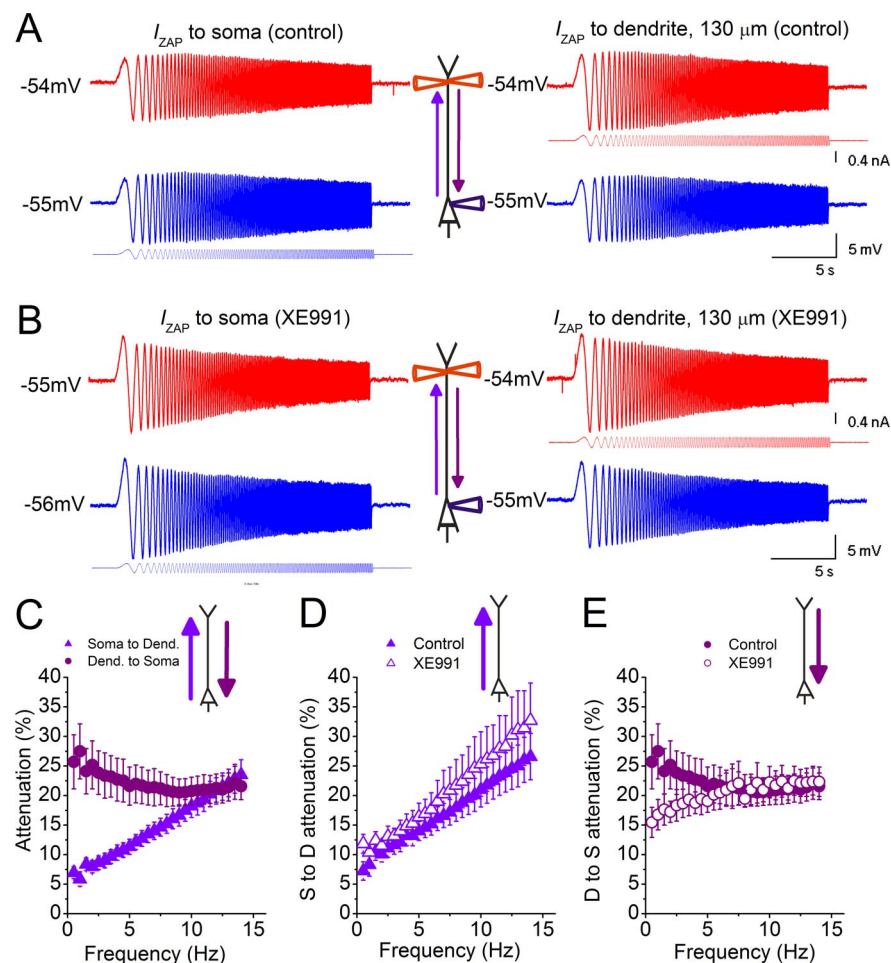 A
I_ZAP to soma (control)
I_ZAP to dendrite, 130 μm (control)
-54mV
-54mV
0.4 nA
-55mV
-55mV
5 mV
5 s
B
I_ZAP to soma (XE991)
I_ZAP to dendrite, 130 μm (XE991)
-55mV
-54mV
0.4 nA
-56mV
-55mV
5 mV
5 s
C
Soma to Dend.
Dend. to Soma
Attenuation (%)
40
35
30
25
20
15
10
5
0
0 5 10 15
Frequency (Hz)
D
Control
XE991
S to D attenuation (%)
40
35
30
25
20
15
10
5
0
0 5 10 15
Frequency (Hz)
E
Control
XE991
D to S attenuation (%)
40
35
30
25
20
15
10
5
0
0 5 10 15
Frequency (Hz)